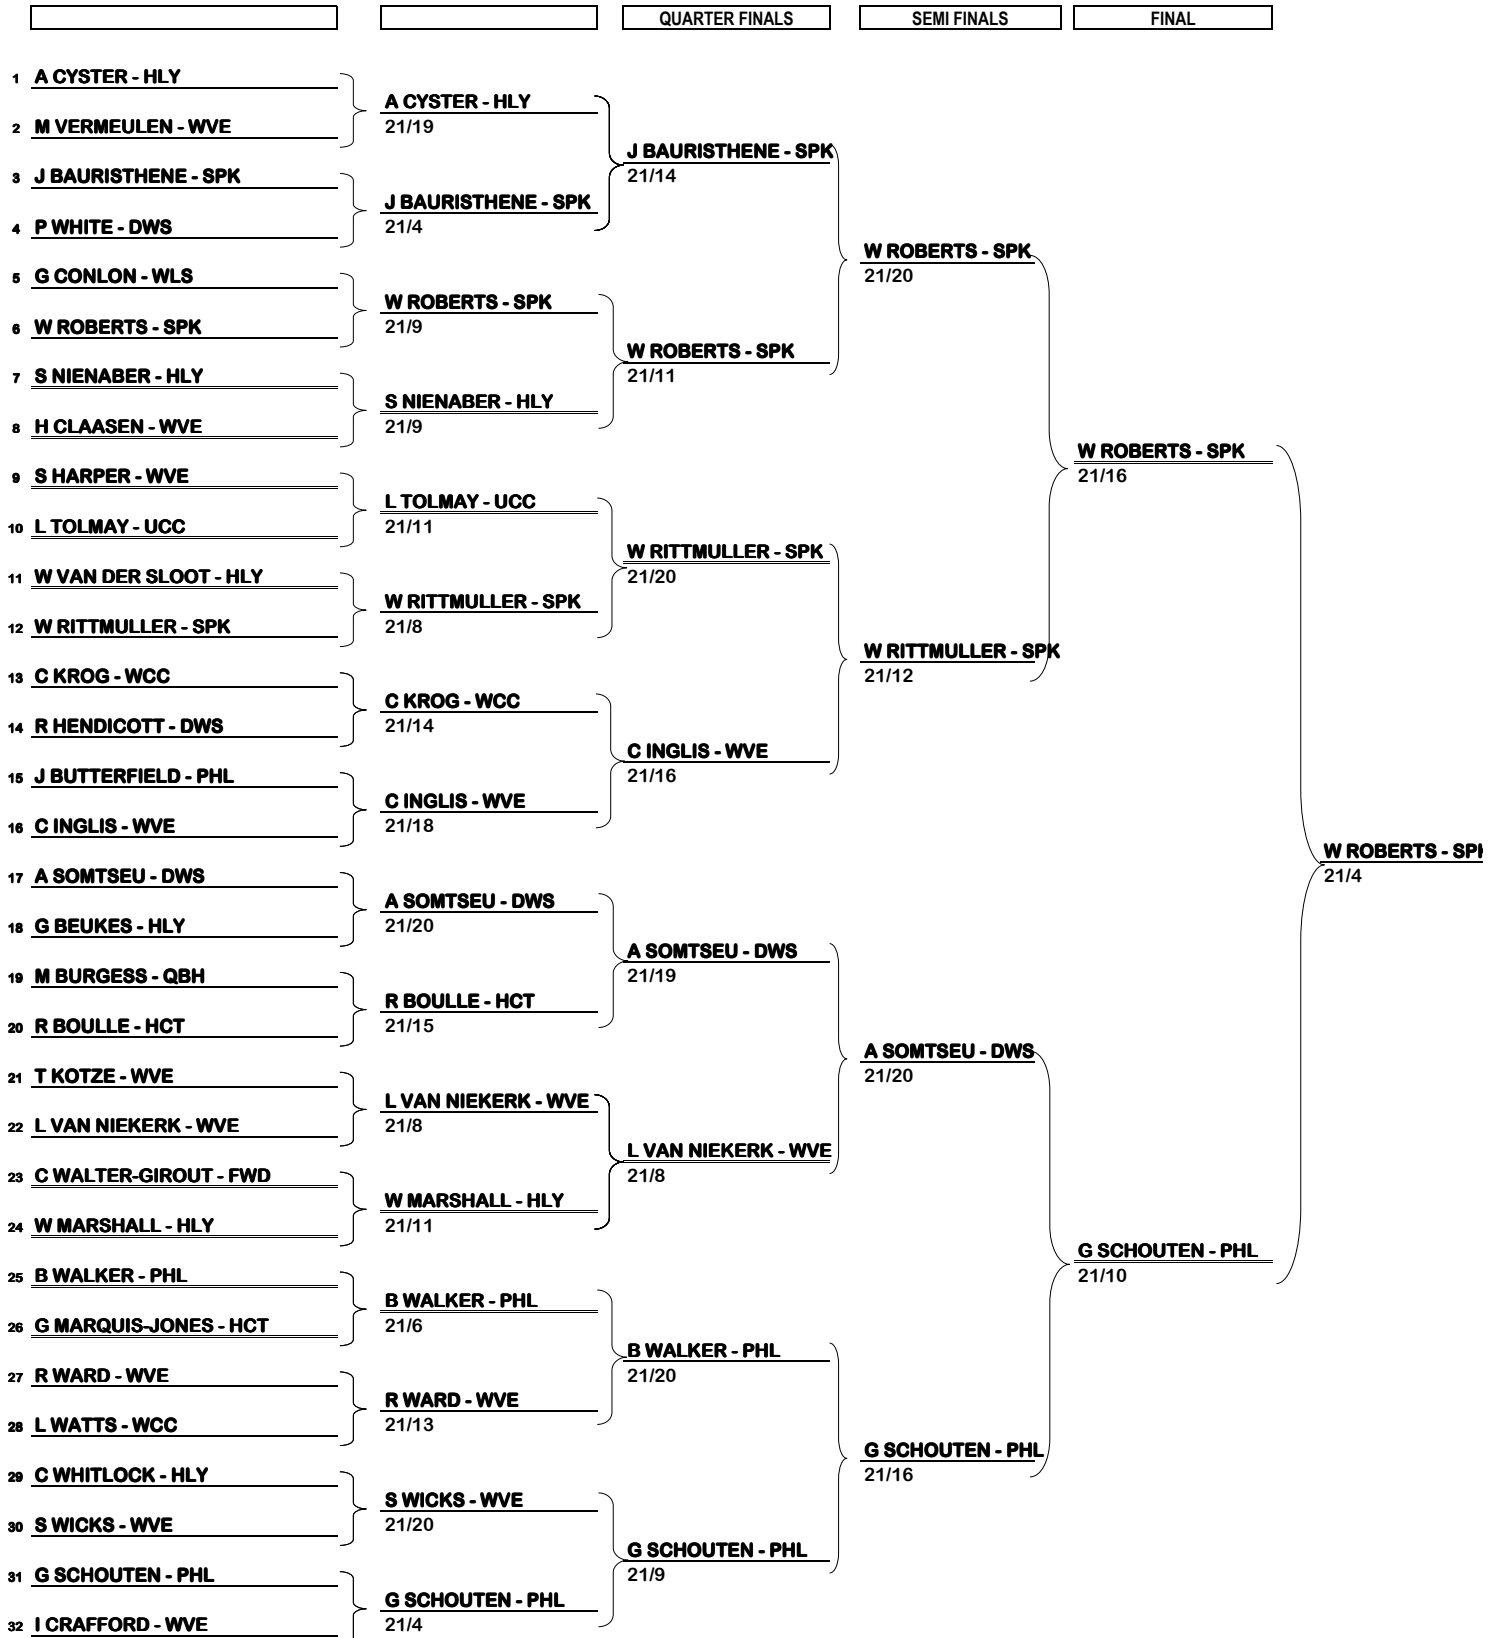 QUARTER FINALS
SEMI FINALS
FINAL
1 A CYSTER - HLY
2 M VERMEULEN - WVE
3 J BAURISTHENE - SPK
4 P WHITE - DWS
5 G CONLON - WLS
6 W ROBERTS - SPK
7 S NIENABER - HLY
8 H CLAASEN - WVE
9 S HARPER - WVE
10 L TOLMAY - UCC
11 W VAN DER SLOOT - HLY
12 W RITTMULLER - SPK
13 C KROG - WCC
14 R HENDICOTT - DWS
15 J BUTTERFIELD - PHL
16 C INGLIS - WVE
17 A SOMTSEU - DWS
18 G BEUKES - HLY
19 M BURGESS - QBH
20 R BOULLE - HCT
21 T KOTZE - WVE
22 L VAN NIEKERK - WVE
23 C WALTER-GIROUT - FWD
24 W MARSHALL - HLY
25 B WALKER - PHL
26 G MARQUIS-JONES - HCT
27 R WARD - WVE
28 L WATTS - WCC
29 C WHITLOCK - HLY
30 S WICKS - WVE
31 G SCHOUTEN - PHL
32 I CRAFFORD - WVE
A CYSTER - HLY
21/19
J BAURISTHENE - SPK
21/4
W ROBERTS - SPK
21/9
S NIENABER - HLY
21/9
L TOLMAY - UCC
21/11
W RITTMULLER - SPK
21/8
C KROG - WCC
21/14
C INGLIS - WVE
21/18
A SOMTSEU - DWS
21/20
R BOULLE - HCT
21/15
L VAN NIEKERK - WVE
21/8
W MARSHALL - HLY
21/11
B WALKER - PHL
21/6
R WARD - WVE
21/13
S WICKS - WVE
21/20
G SCHOUTEN - PHL
21/4
J BAURISTHENE - SPK
21/14
W ROBERTS - SPK
21/11
W RITTMULLER - SPK
21/20
C INGLIS - WVE
21/16
A SOMTSEU - DWS
21/19
L VAN NIEKERK - WVE
21/8
B WALKER - PHL
21/20
G SCHOUTEN - PHL
21/9
W ROBERTS - SPK
21/20
W RITTMULLER - SPK
21/12
A SOMTSEU - DWS
21/20
G SCHOUTEN - PHL
21/16
W ROBERTS - SPK
21/16
G SCHOUTEN - PHL
21/10
W ROBERTS - SPK
21/4